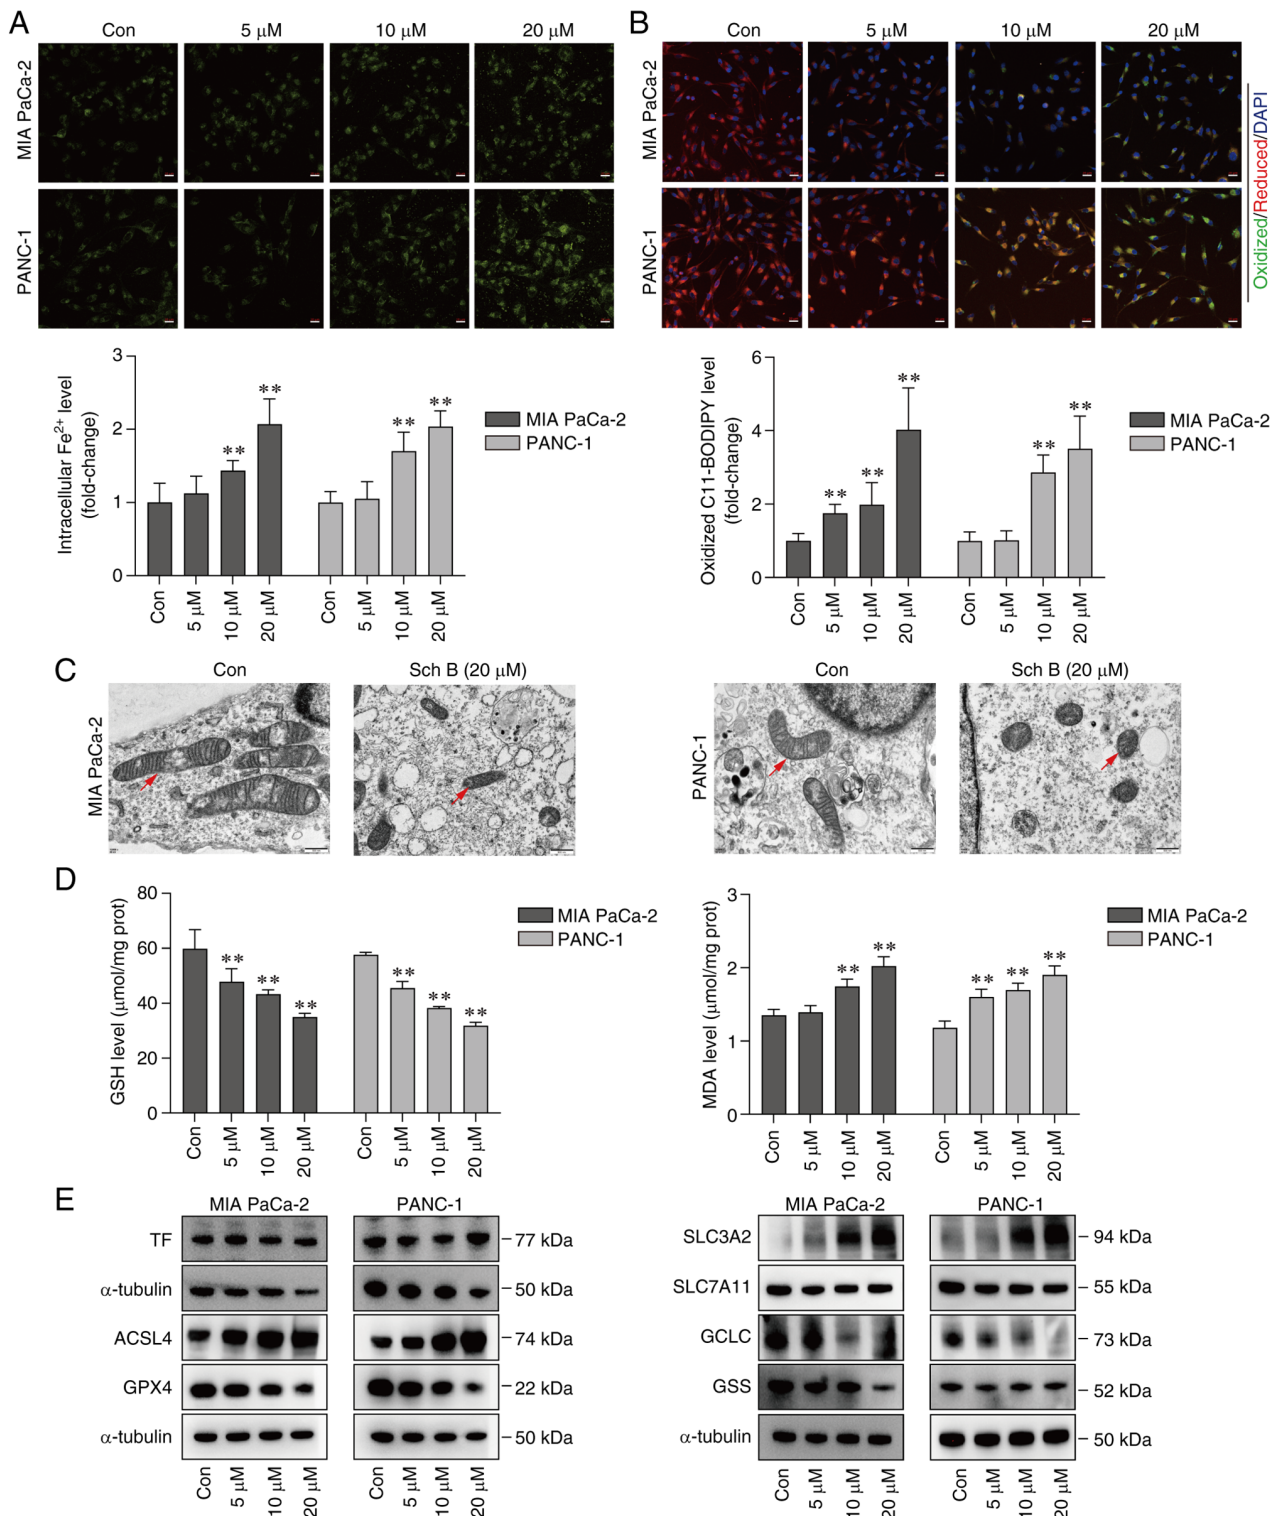 A
Con 5 μM 10 μM 20 μM
MIA PaCa-2
PANC-1
Intracellular Fe2+ level
(fold-change)
3
2
1
0
** ** ** **
Con 5 μM 10 μM 20 μM Con 5 μM 10 μM 20 μM
MIA PaCa-2
PANC-1
B
Con 5 μM 10 μM 20 μM
MIA PaCa-2
PANC-1
Oxidized/Reduced/DAPI
Oxidized C11-BODIPY level
(fold-change)
6
4
2
0
** ** ** ** **
Con 5 μM 10 μM 20 μM Con 5 μM 10 μM 20 μM
MIA PaCa-2
PANC-1
C
Con Sch B (20 μM) Con Sch B (20 μM)
MIA PaCa-2
PANC-1
D
GSH level (μmol/mg prot)
80
60
40
20
0
** ** ** ** ** **
Con 5 μM 10 μM 20 μM Con 5 μM 10 μM 20 μM
MIA PaCa-2
PANC-1
MDA level (μmol/mg prot)
3
2
1
0
** ** ** ** **
Con 5 μM 10 μM 20 μM Con 5 μM 10 μM 20 μM
MIA PaCa-2
PANC-1
E
MIA PaCa-2 PANC-1
TF 77 kDa
α-tubulin 50 kDa
ACSL4 74 kDa
GPX4 22 kDa
α-tubulin 50 kDa
Con 5 μM 10 μM 20 μM Con 5 μM 10 μM 20 μM
MIA PaCa-2 PANC-1
SLC3A2 94 kDa
SLC7A11 55 kDa
GCLC 73 kDa
GSS 52 kDa
α-tubulin 50 kDa
Con 5 μM 10 μM 20 μM Con 5 μM 10 μM 20 μM